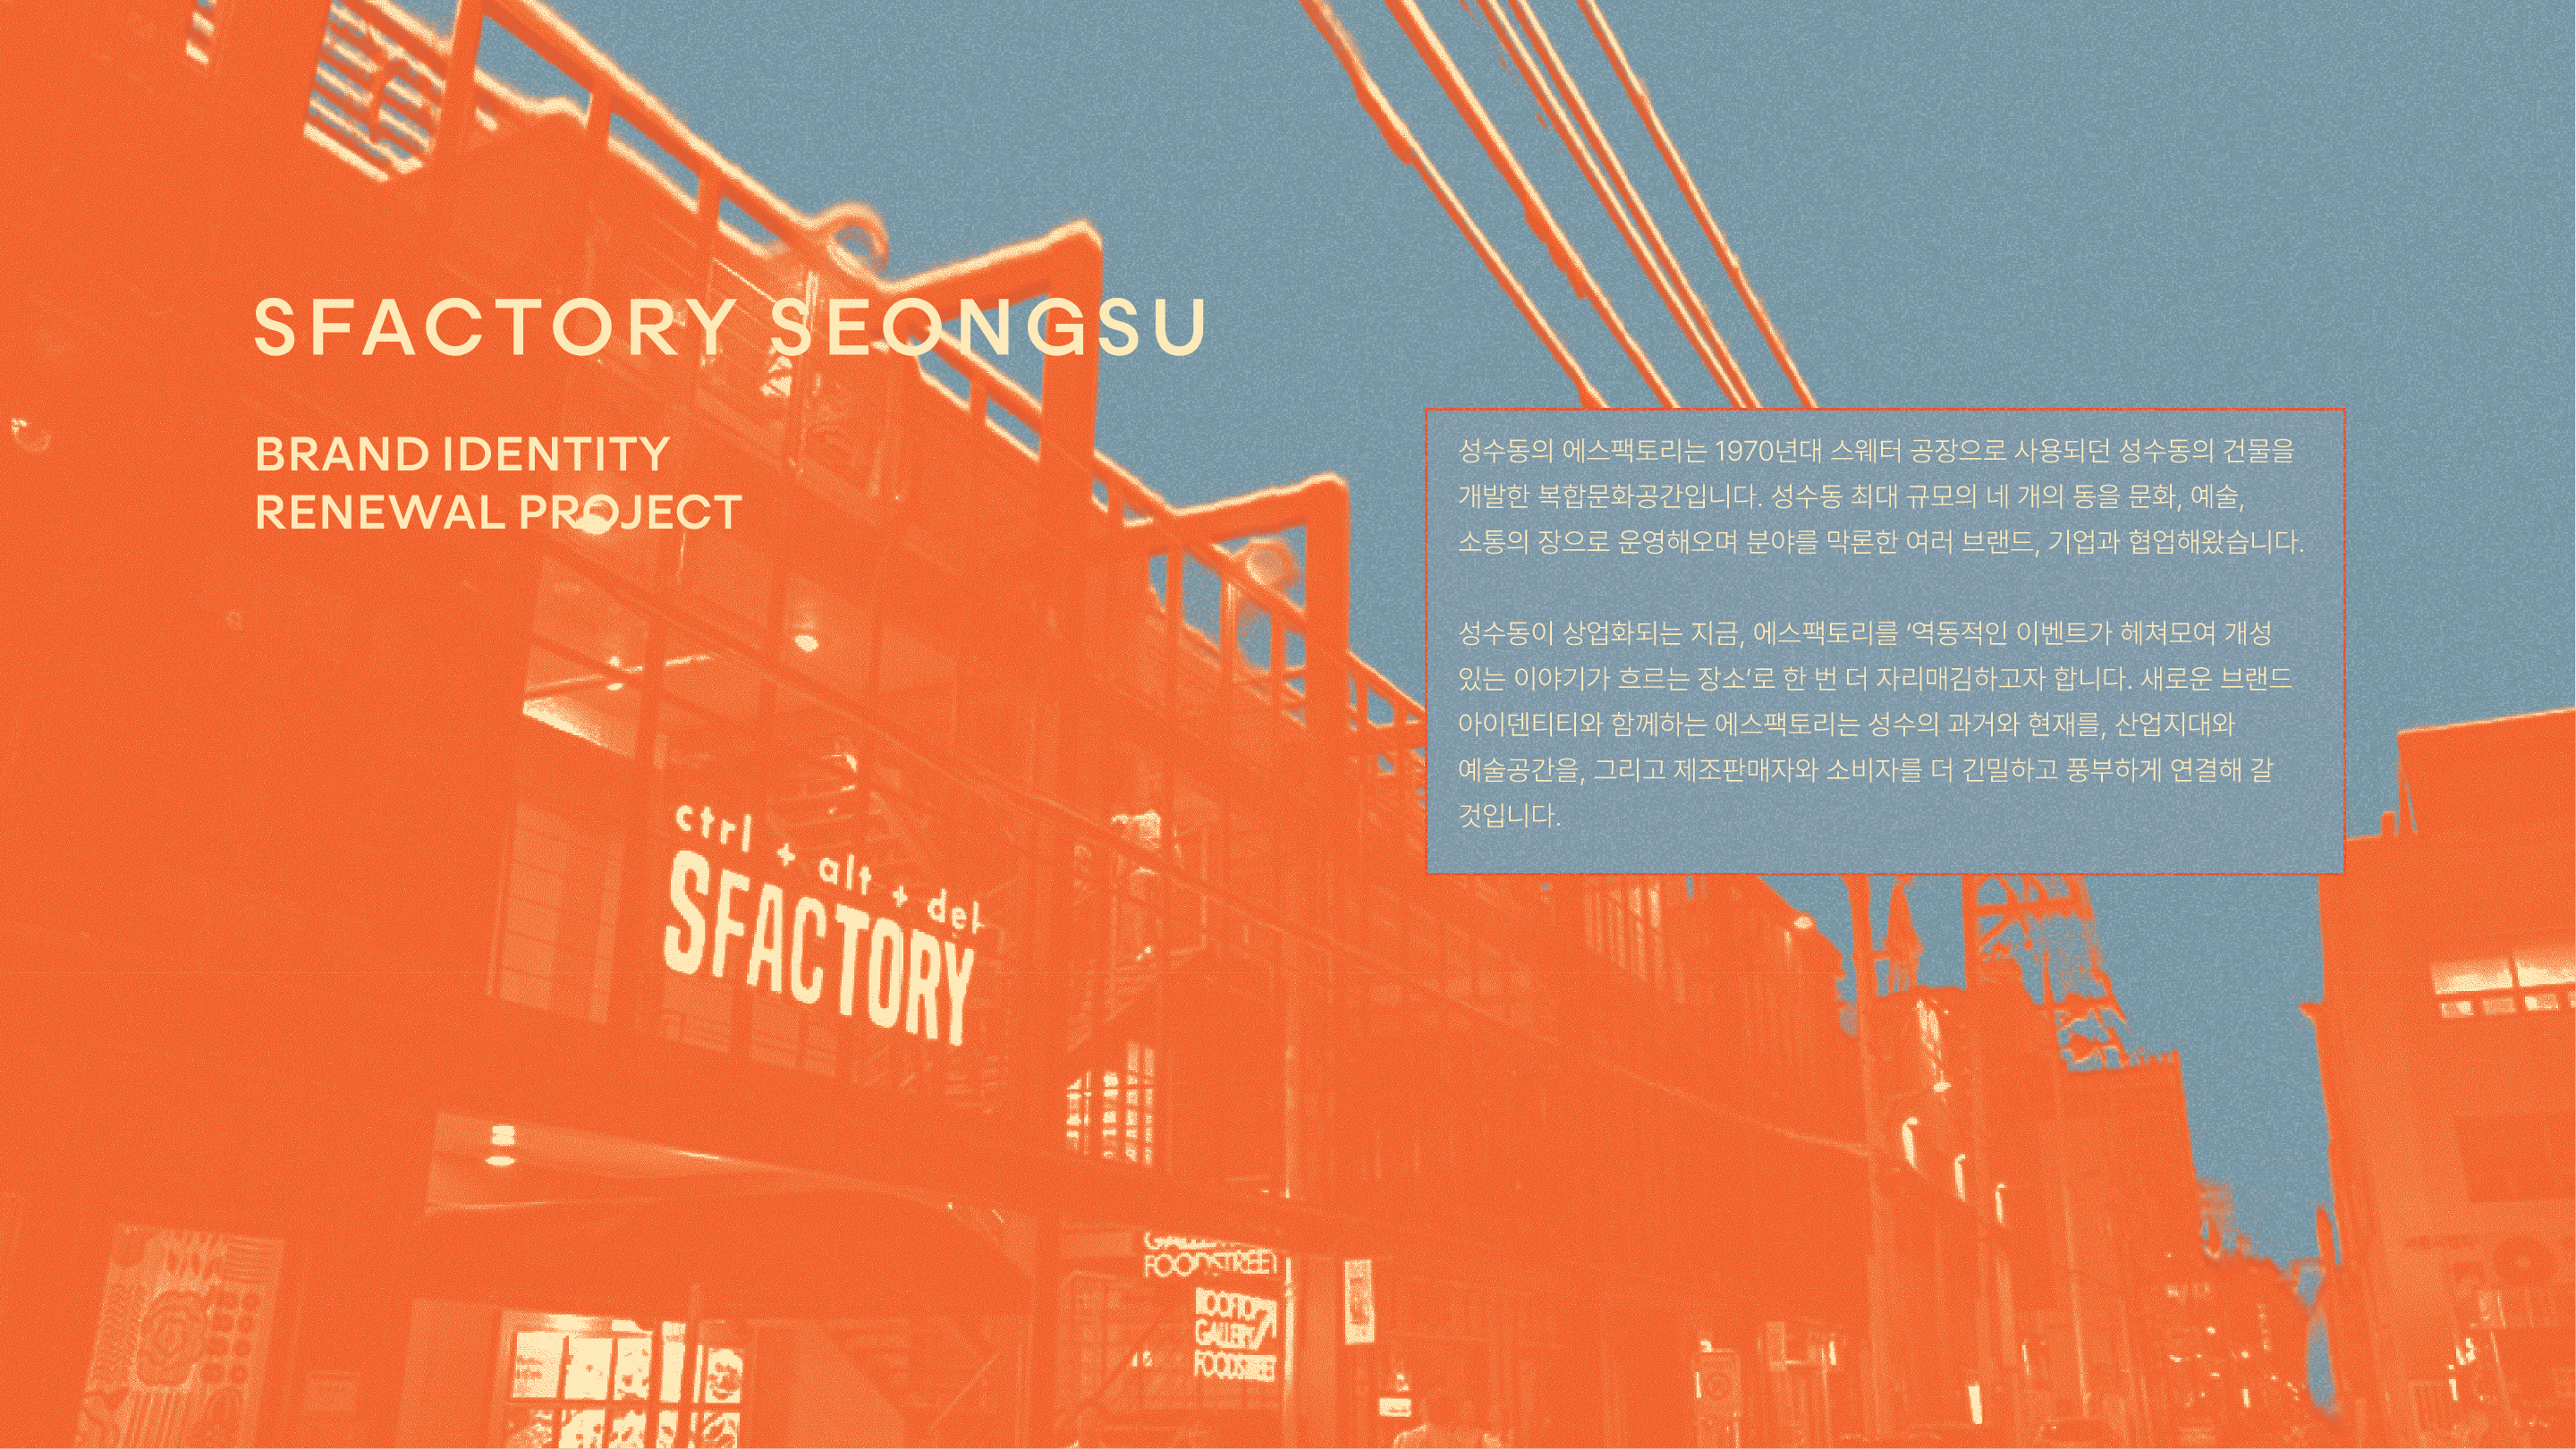 SFACTORY SEONGSU
BRAND IDENTITY
RENEWAL PROJECT
성수동의 에스팩토리는 1970년대 스웨터 공장으로 사용되던 성수동의 건물을
개발한 복합문화공간입니다. 성수동 최대 규모의 네 개의 동을 문화, 예술,
소통의 장으로 운영해오며 분야를 막론한 여러 브랜드, 기업과 협업해왔습니다.
성수동이 상업화되는 지금, 에스팩토리를 ‘역동적인 이벤트가 헤쳐모여 개성
있는 이야기가 흐르는 장소’로 한 번 더 자리매김하고자 합니다. 새로운 브랜드
아이덴티티와 함께하는 에스팩토리는 성수의 과거와 현재를, 산업지대와
예술공간을, 그리고 제조판매자와 소비자를 더 긴밀하고 풍부하게 연결해 갈
것입니다.
ctrl + alt + del
SFACTORY
FOODSTREET
ROOFTOP
GALLERY
FOODSTREET